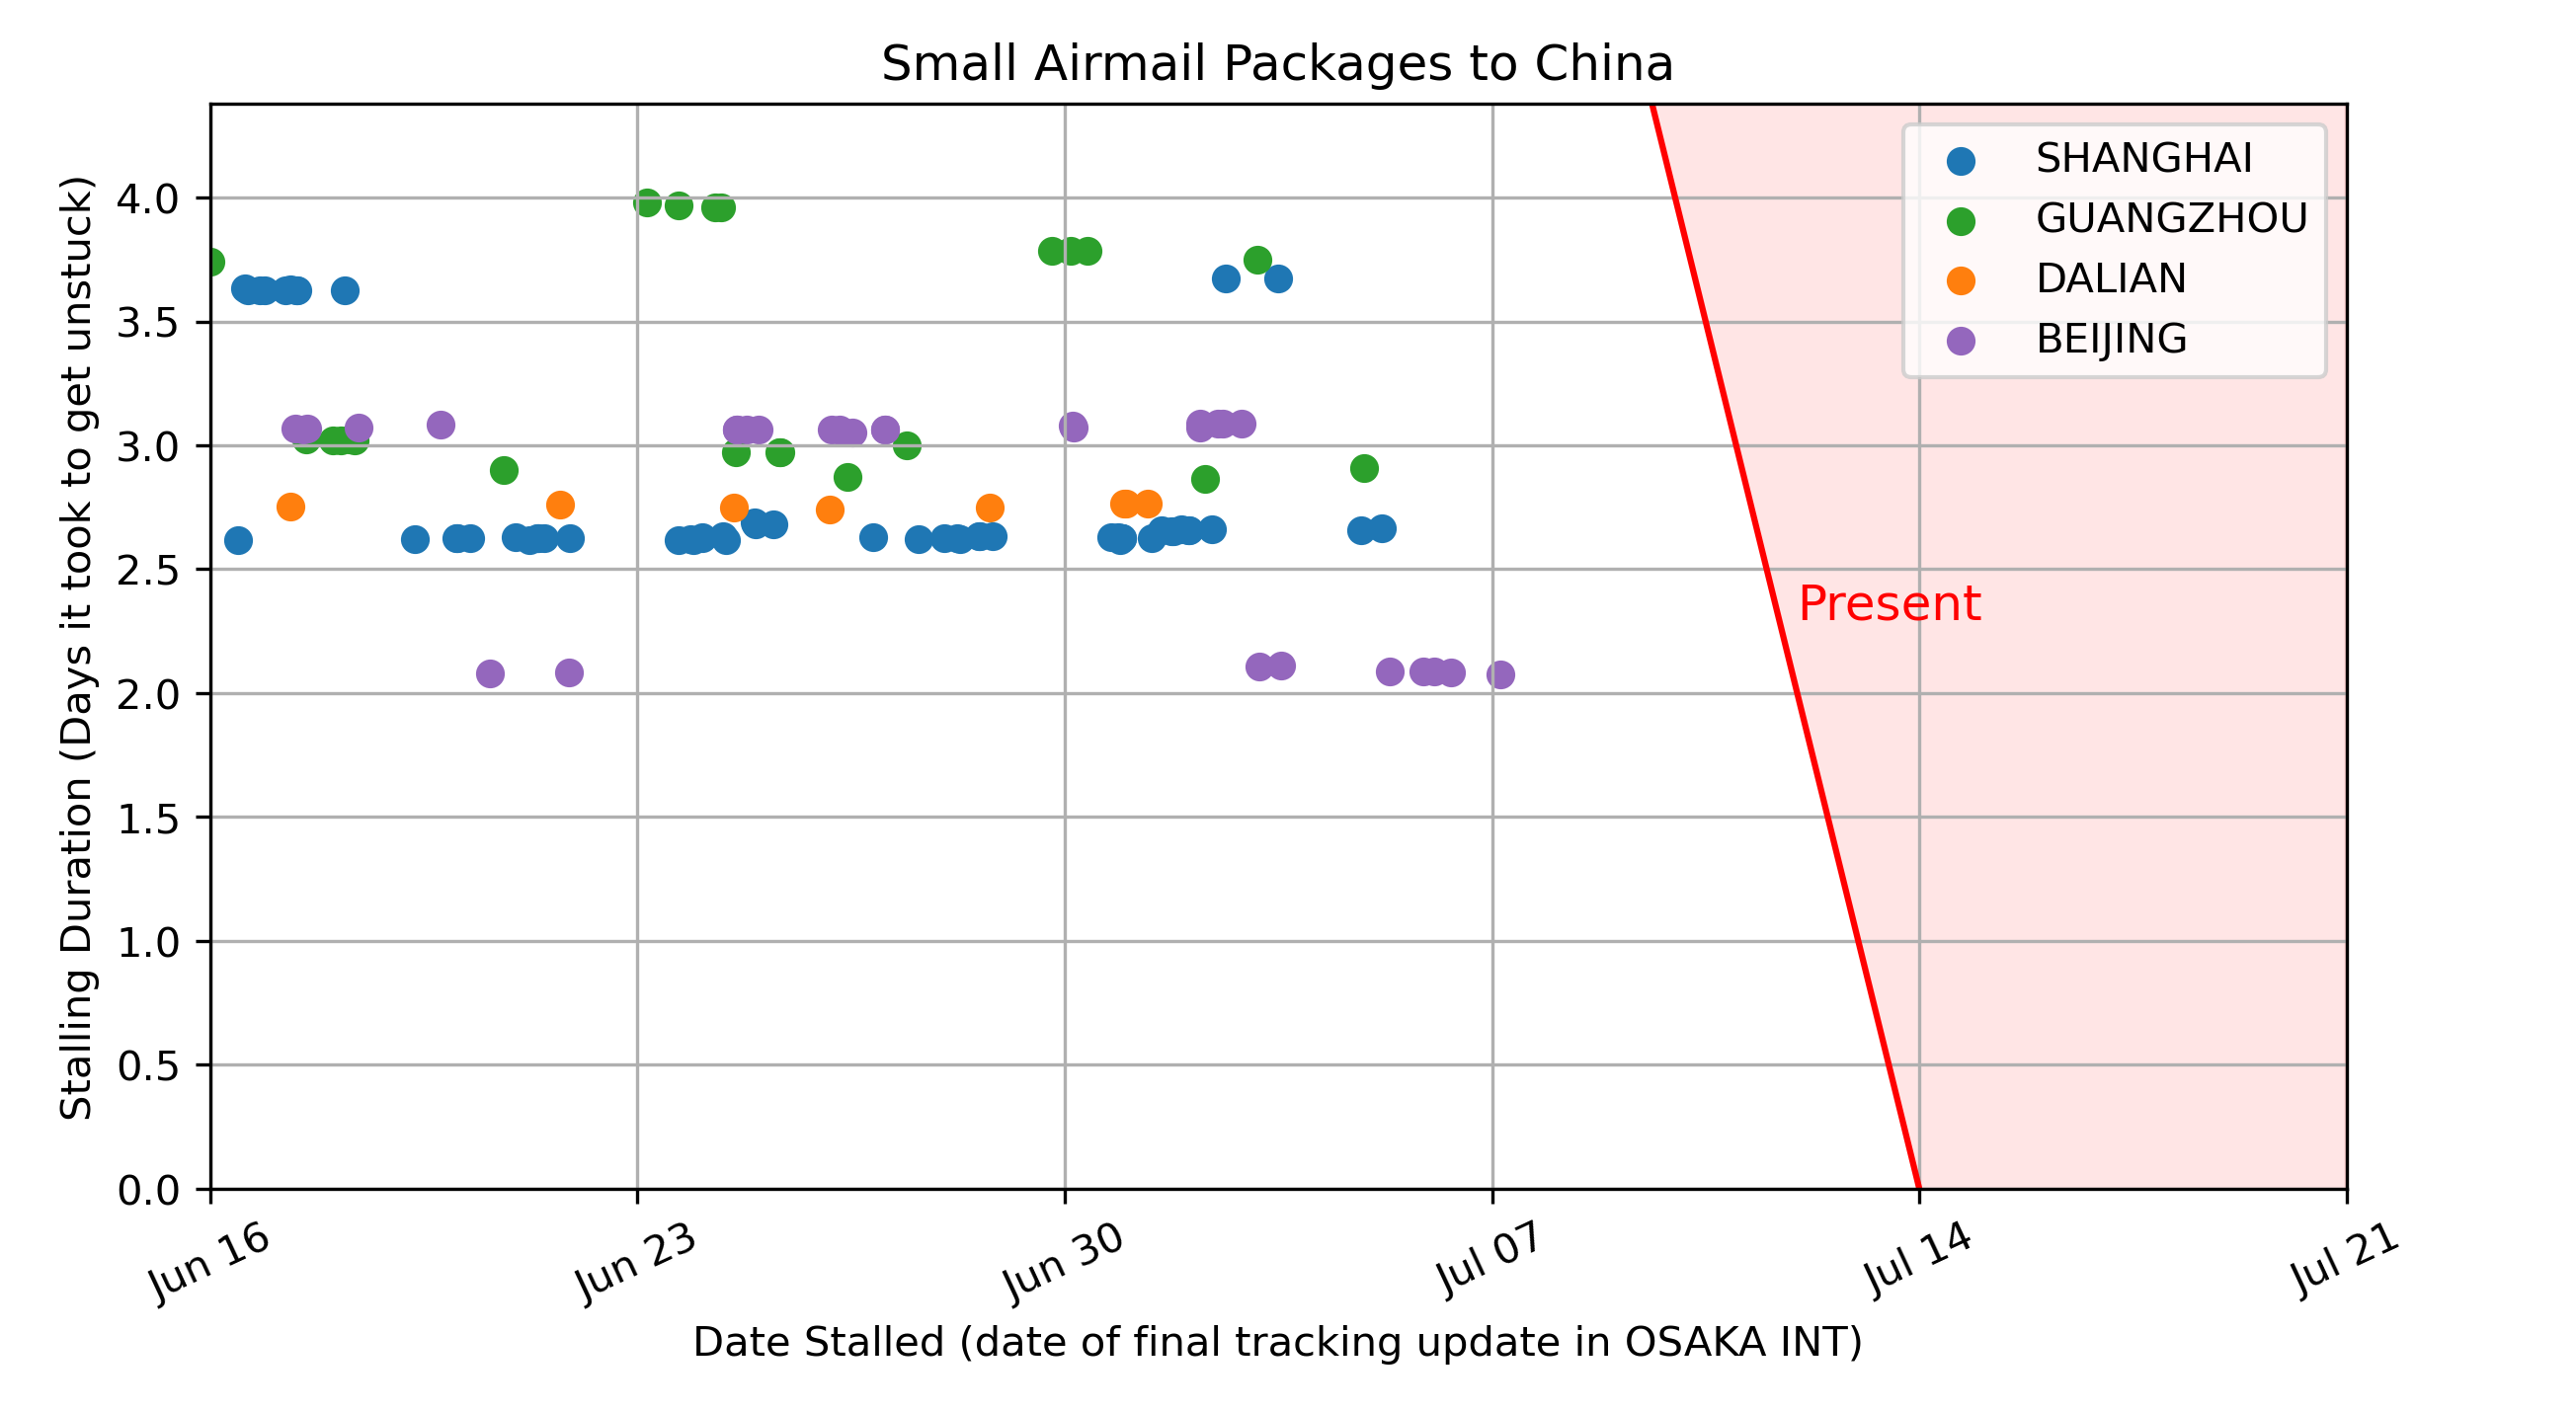 Small Airmail Packages to China
SHANGHAI
GUANGZHOU
DALIAN
BEIJING
Present
Stalling Duration (Days it took to get unstuck)
4.0
3.5
3.0
2.5
2.0
1.5
1.0
0.5
0.0
Jun 16
Jun 23
Jun 30
Jul 07
Jul 14
Jul 21
Date Stalled (date of final tracking update in OSAKA INT)